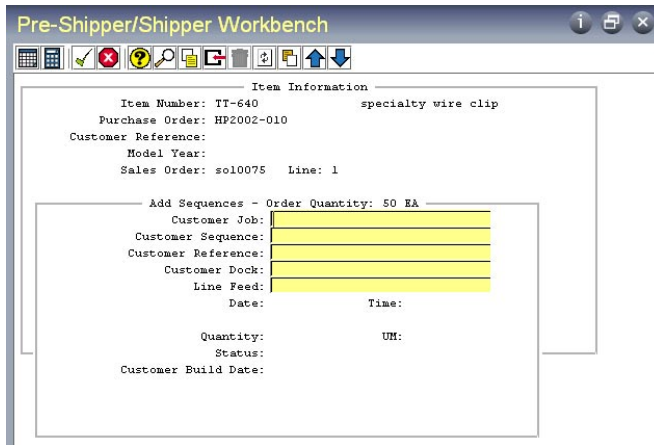 Pre-Shipper/Shipper Workbench
Item Information
Item Number: TT-640 specialty wire clip
Purchase Order: HP2002-010
Customer Reference:
Model Year:
Sales Order: so10075 Line: 1
Add Sequences - Order Quantity: 50 EA
Customer Job:
Customer Sequence:
Customer Reference:
Customer Dock:
Line Feed:
Date: Time:
Quantity: UM:
Status:
Customer Build Date: